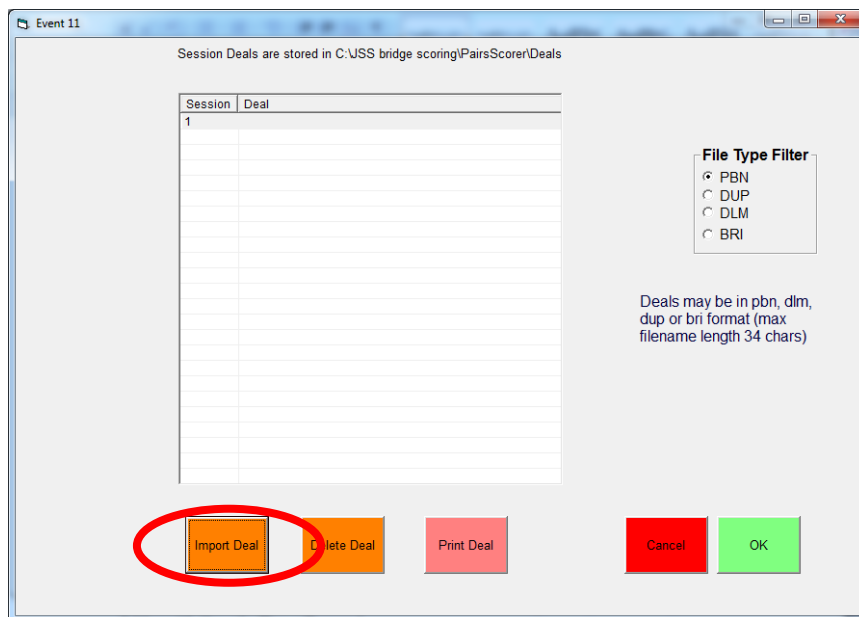 Event 11
Session Deals are stored in C:\JSS bridge scoring\PairsScorer\Deals
Session Deal
1
File Type Filter
PBN
DUP
DLM
BRI
Deals may be in pbn, dlm,
dup or bri format (max
filename length 34 chars)
Import Deal Delete Deal Print Deal Cancel OK